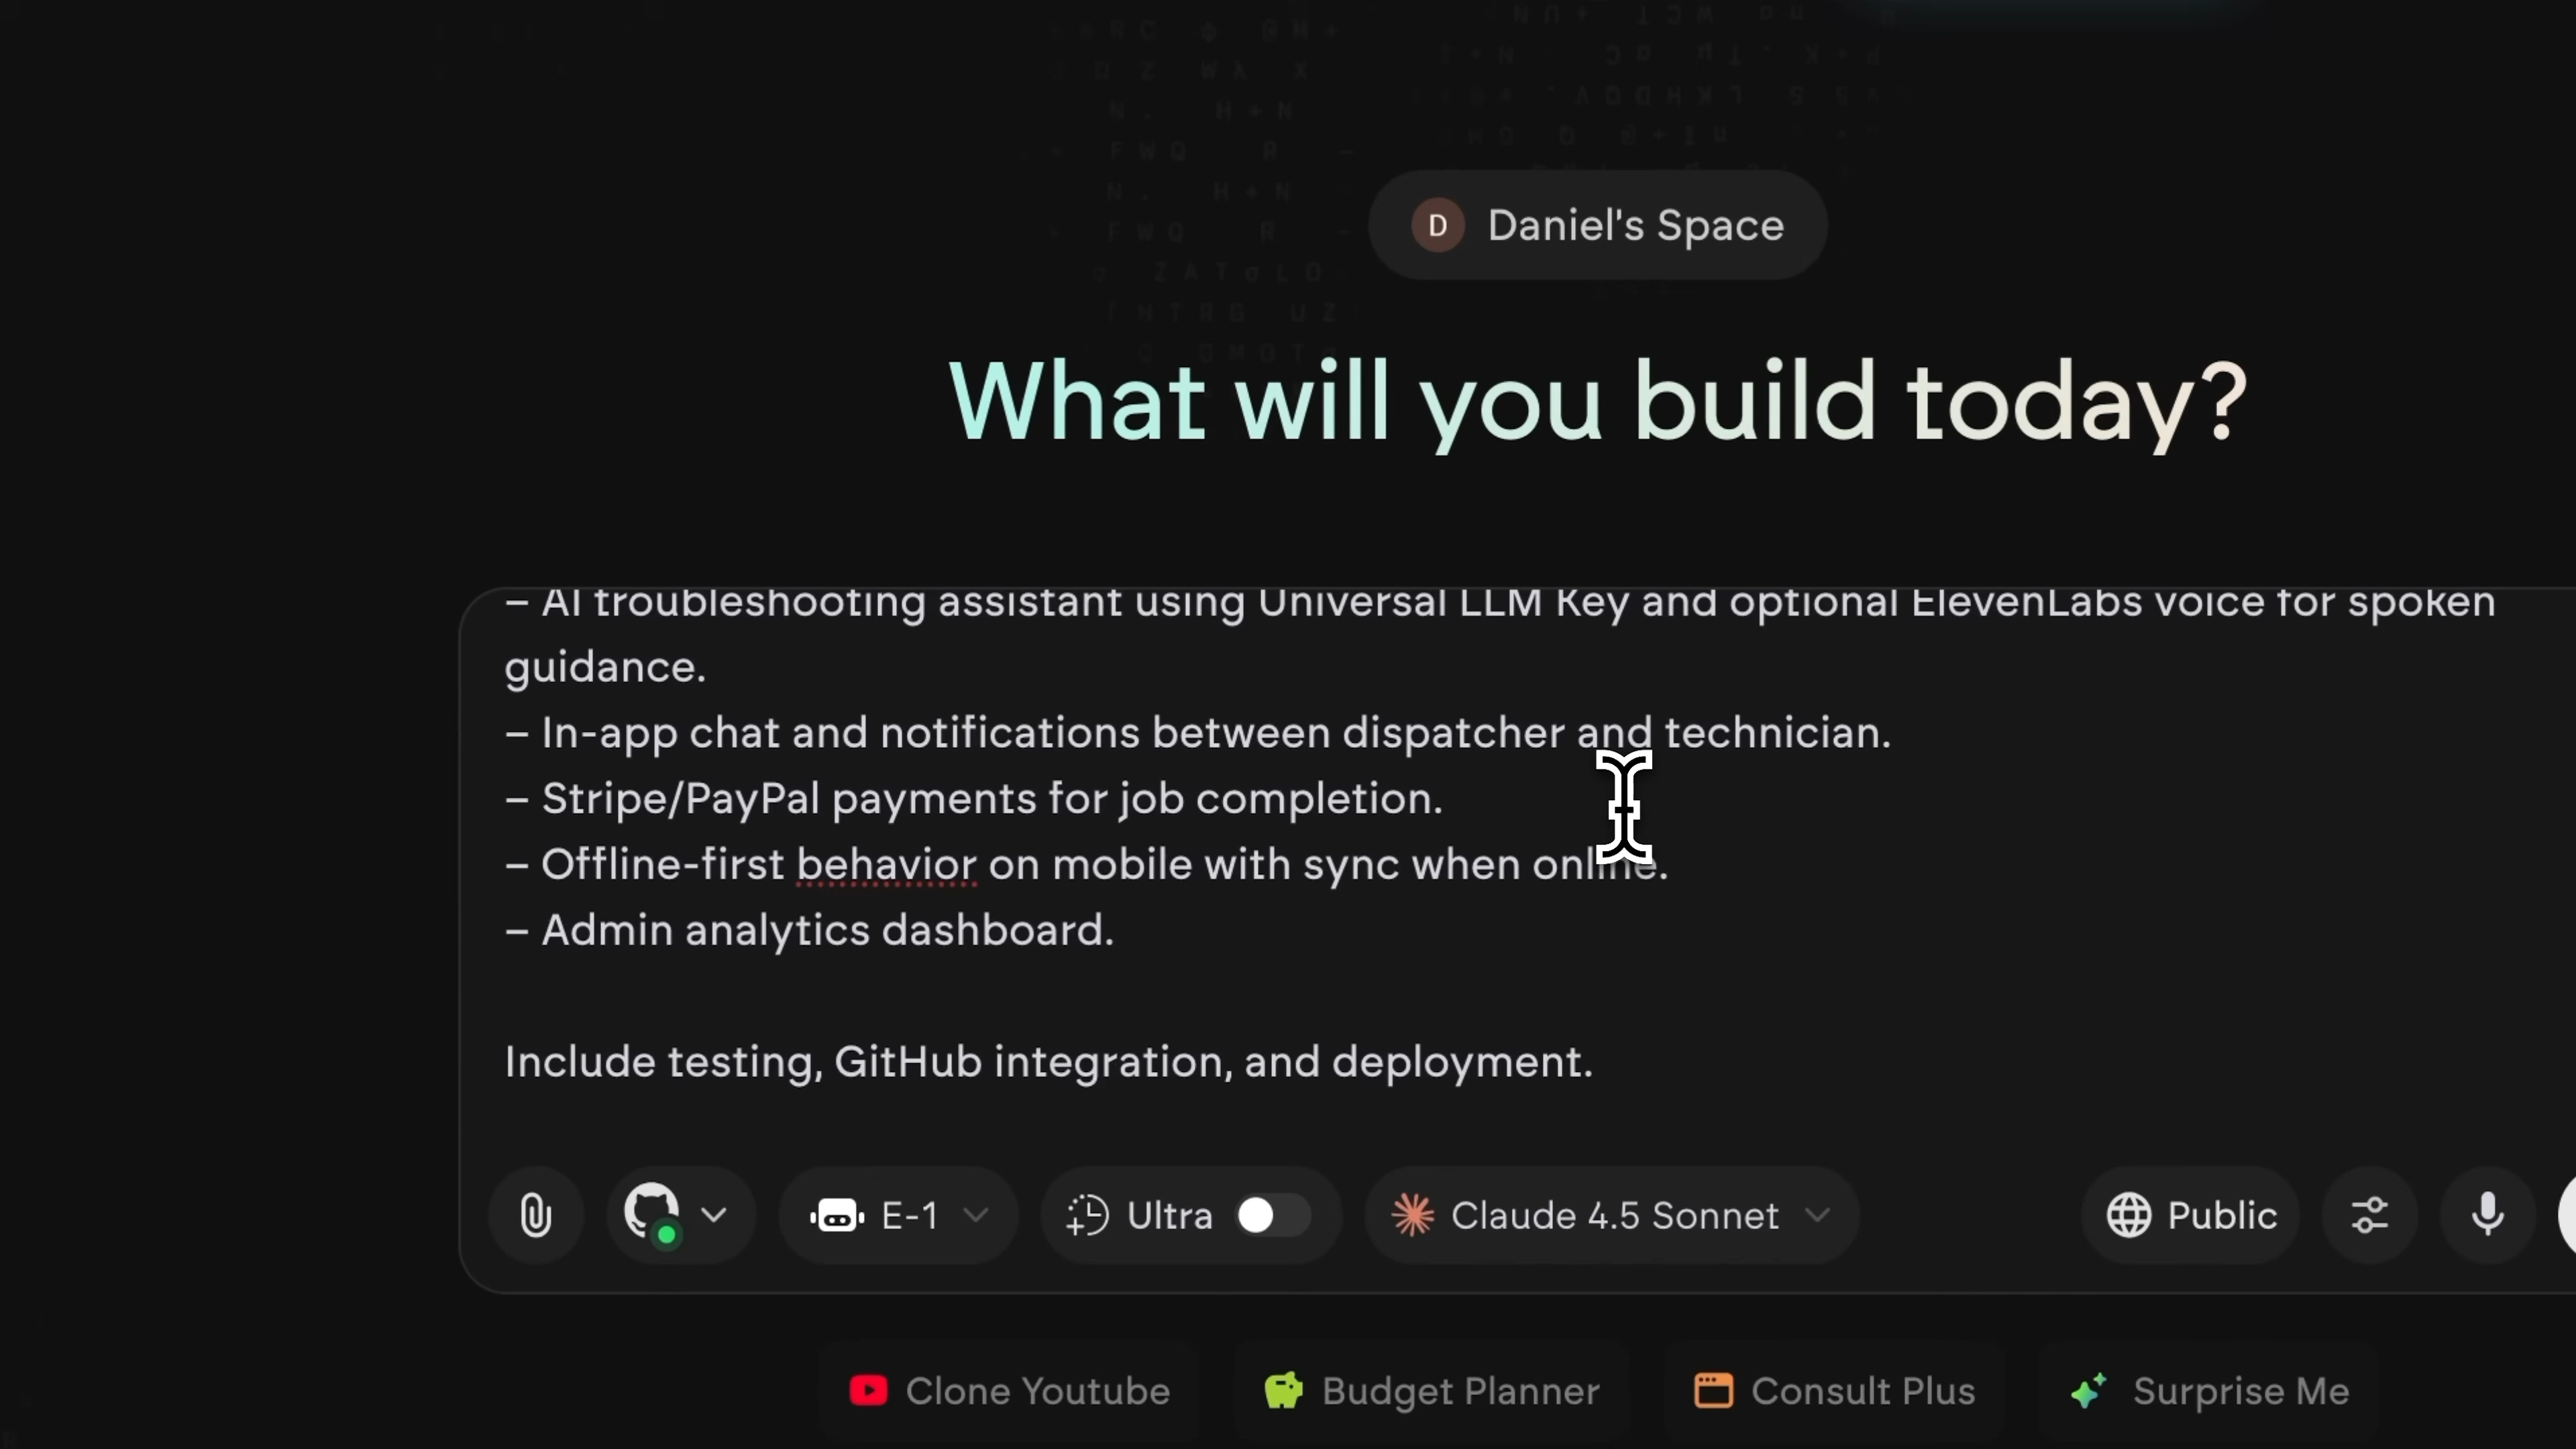 D Daniel's Space
What will you build today?
– AI troubleshooting assistant using Universal LLM Key and optional ElevenLabs voice for spoken
guidance.
– In-app chat and notifications between dispatcher and technician.
– Stripe/PayPal payments for job completion.
– Offline-first behavior on mobile with sync when online.
– Admin analytics dashboard.
Include testing, GitHub integration, and deployment.
E-1 Ultra Claude 4.5 Sonnet Public
Clone Youtube Budget Planner Consult Plus Surprise Me